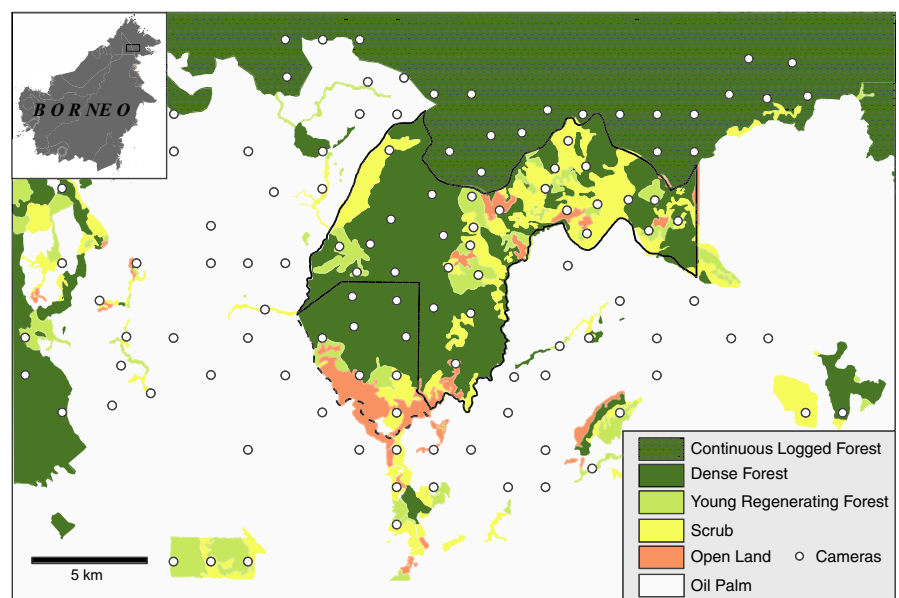 BORNEO
Continuous Logged Forest
Dense Forest
Young Regenerating Forest
Scrub
Open Land
Cameras
Oil Palm
5 km